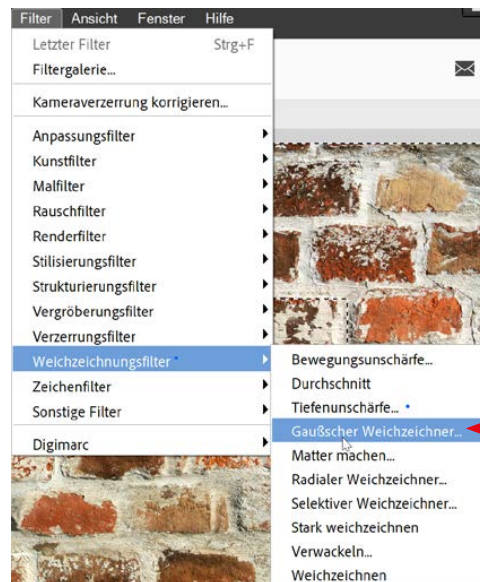 Filter Ansicht Fenster Hilfe
Letzter Filter Strg+F
Filtergalerie...
Kameraverzerrung korrigieren...
Anpassungsfilter
Kunstfilter
Malfilter
Rauschfilter
Renderfilter
Stilisierungsfilter
Strukturierungsfilter
Vergröberungsfilter
Verzerrungsfilter
Weichzeichnungsfilter
Zeichenfilter
Sonstige Filter
Digimarc
Bewegungsunschärfe...
Durchschnitt
Tiefenunschärfe...
Gaußscher Weichzeichner...
Matter machen...
Radialer Weichzeichner...
Selektiver Weichzeichner...
Stark weichzeichnen
Verwackeln...
Weichzeichnen